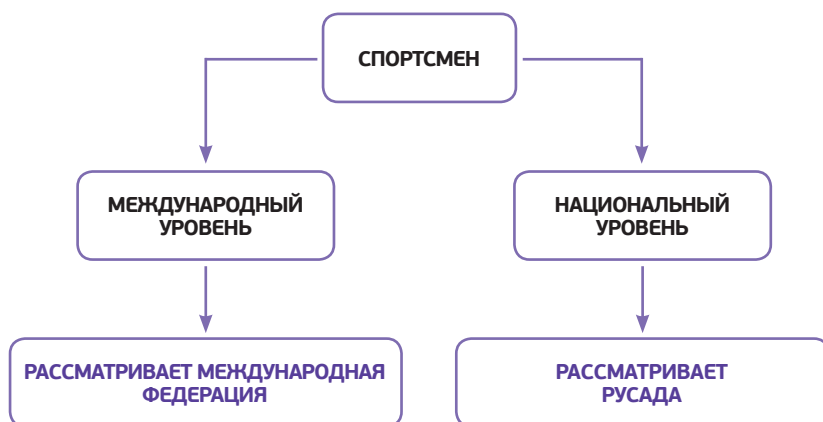 СПОРТСМЕН
МЕЖДУНАРОДНЫЙ
УРОВЕНЬ
НАЦИОНАЛЬНЫЙ
УРОВЕНЬ
РАССМАТРИВАЕТ МЕЖДУНАРОДНАЯ
ФЕДЕРАЦИЯ
РАССМАТРИВАЕТ
РУСАДА